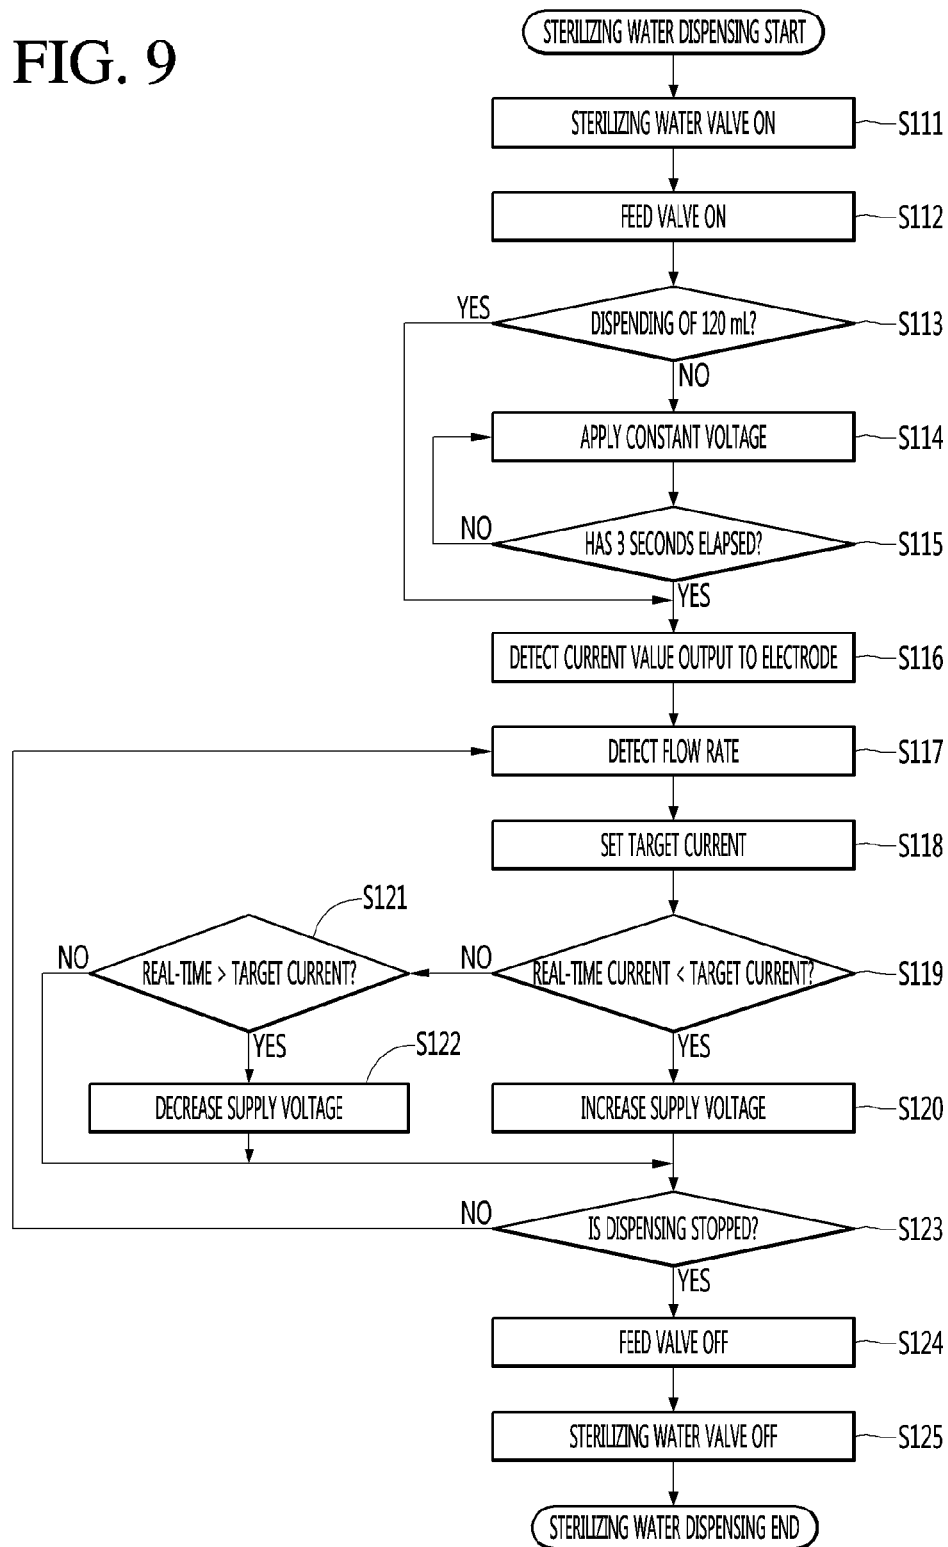 FIG. 9
STERILIZING WATER DISPENSING START
STERILIZING WATER VALVE ON
S111
FEED VALVE ON
S112
YES
DISPENDING OF 120 mL?
S113
NO
APPLY CONSTANT VOLTAGE
S114
NO
HAS 3 SECONDS ELAPSED?
S115
YES
DETECT CURRENT VALUE OUTPUT TO ELECTRODE
S116
DETECT FLOW RATE
S117
SET TARGET CURRENT
S118
S121
NO
REAL-TIME > TARGET CURRENT?
NO
REAL-TIME CURRENT < TARGET CURRENT?
S119
YES
S122
YES
DECREASE SUPPLY VOLTAGE
INCREASE SUPPLY VOLTAGE
S120
NO
IS DISPENSING STOPPED?
S123
YES
FEED VALVE OFF
S124
STERILIZING WATER VALVE OFF
S125
STERILIZING WATER DISPENSING END